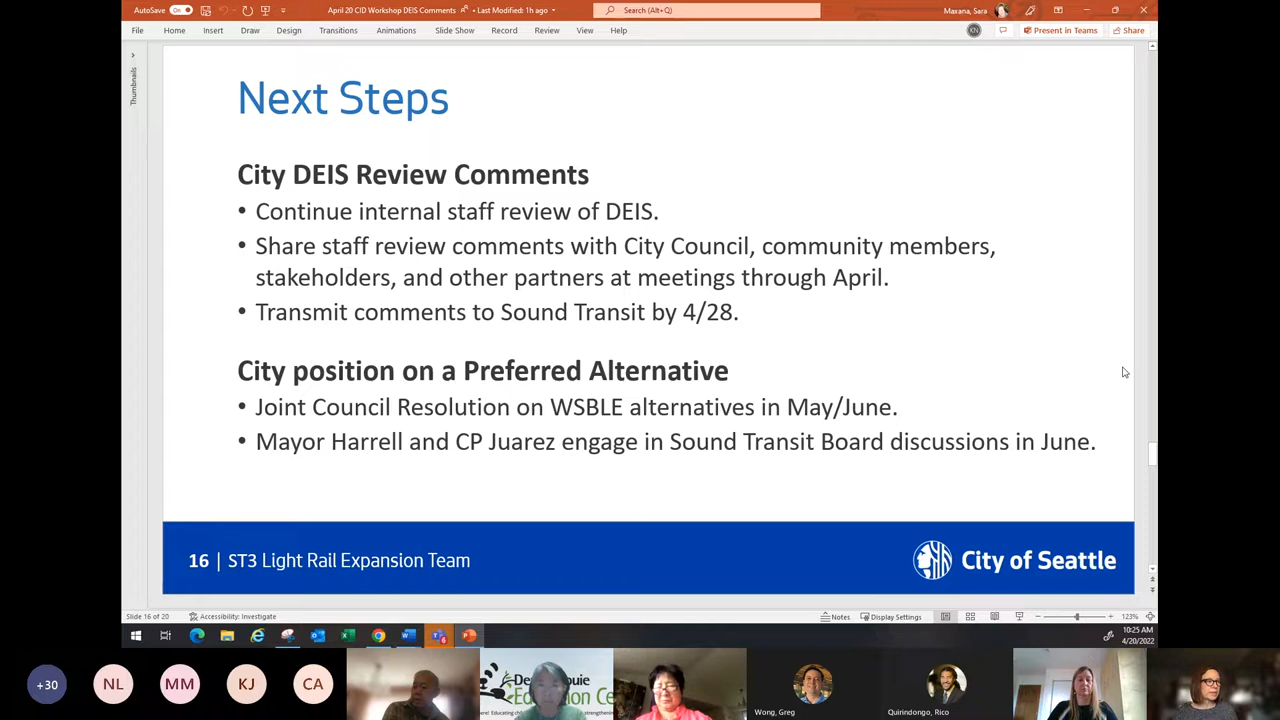 AutoSave On April 20 CID Workshop DEIS Comments • Last Modified: 1h ago Search (Alt+Q) Maxana, Sara
File Home Insert Draw Design Transitions Animations Slide Show Record Review View Help KN Present in Teams Share
Thumbnails
Next Steps
City DEIS Review Comments
• Continue internal staff review of DEIS.
• Share staff review comments with City Council, community members,
stakeholders, and other partners at meetings through April.
• Transmit comments to Sound Transit by 4/28.
City position on a Preferred Alternative
• Joint Council Resolution on WSBLE alternatives in May/June.
• Mayor Harrell and CP Juarez engage in Sound Transit Board discussions in June.
16 | ST3 Light Rail Expansion Team City of Seattle
Slide 16 of 20 Accessibility: Investigate Notes Display Settings 123%
10:25 AM
4/20/2022
+30 NL MM KJ CA
Wong, Greg Quirindongo, Rico